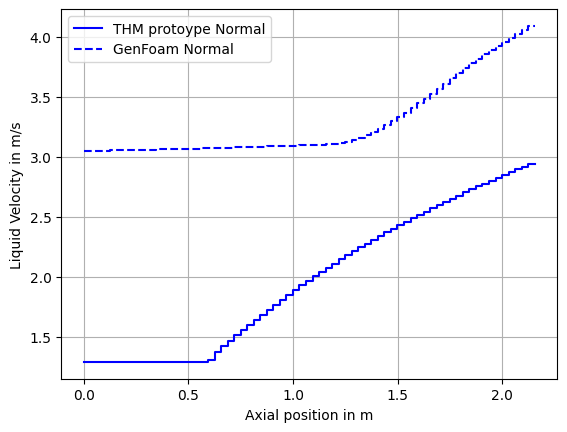 THM protoype Normal
GenFoam Normal
4.0
3.5
3.0
2.5
2.0
1.5
Liquid Velocity in m/s
0.0 0.5 1.0 1.5 2.0
Axial position in m